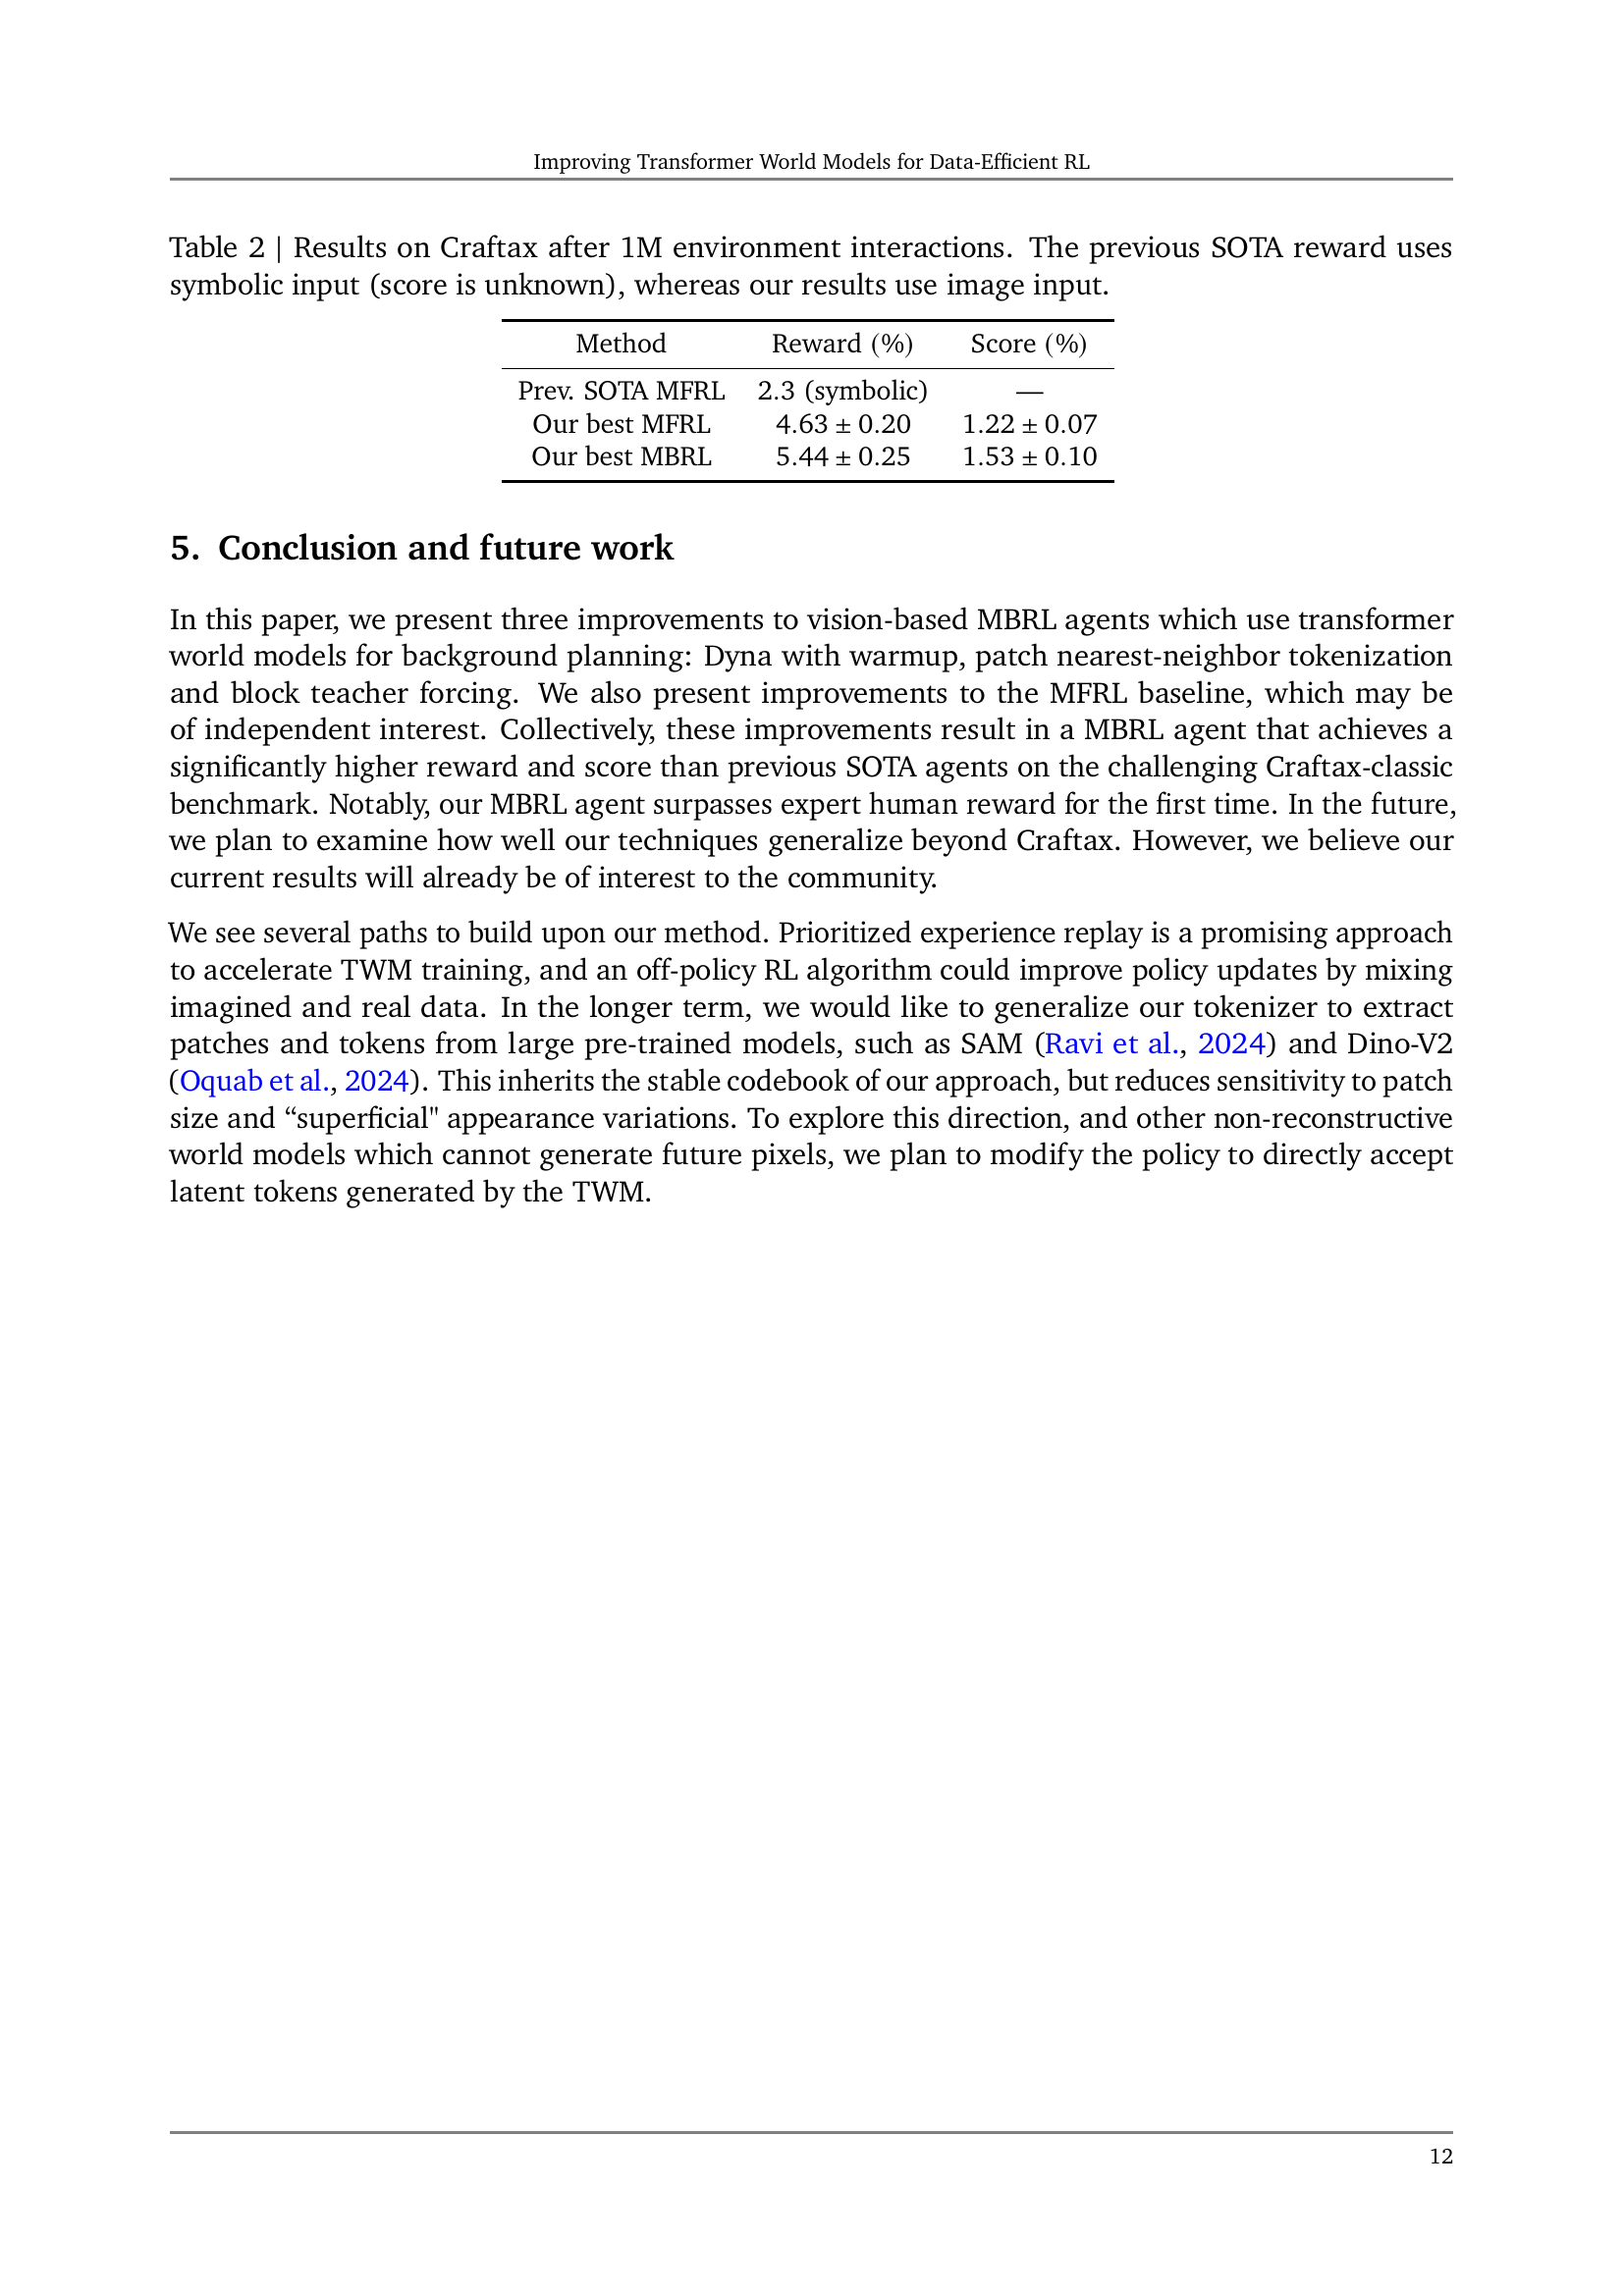 Improving Transformer World Models for Data-Efficient RL
Table 2 | Results on Craftax after 1M environment interactions. The previous SOTA reward uses
symbolic input (score is unknown), whereas our results use image input.
Method Reward (%) Score (%)
Prev. SOTA MFRL 2.3 (symbolic) —
Our best MFRL 4.63 ± 0.20 1.22 ± 0.07
Our best MBRL 5.44 ± 0.25 1.53 ± 0.10
5. Conclusion and future work
In this paper, we present three improvements to vision-based MBRL agents which use transformer
world models for background planning: Dyna with warmup, patch nearest-neighbor tokenization
and block teacher forcing. We also present improvements to the MFRL baseline, which may be
of independent interest. Collectively, these improvements result in a MBRL agent that achieves a
significantly higher reward and score than previous SOTA agents on the challenging Craftax-classic
benchmark. Notably, our MBRL agent surpasses expert human reward for the first time. In the future,
we plan to examine how well our techniques generalize beyond Craftax. However, we believe our
current results will already be of interest to the community.
We see several paths to build upon our method. Prioritized experience replay is a promising approach
to accelerate TWM training, and an off-policy RL algorithm could improve policy updates by mixing
imagined and real data. In the longer term, we would like to generalize our tokenizer to extract
patches and tokens from large pre-trained models, such as SAM (Ravi et al., 2024) and Dino-V2
(Oquab et al., 2024). This inherits the stable codebook of our approach, but reduces sensitivity to patch
size and “superficial" appearance variations. To explore this direction, and other non-reconstructive
world models which cannot generate future pixels, we plan to modify the policy to directly accept
latent tokens generated by the TWM.
12